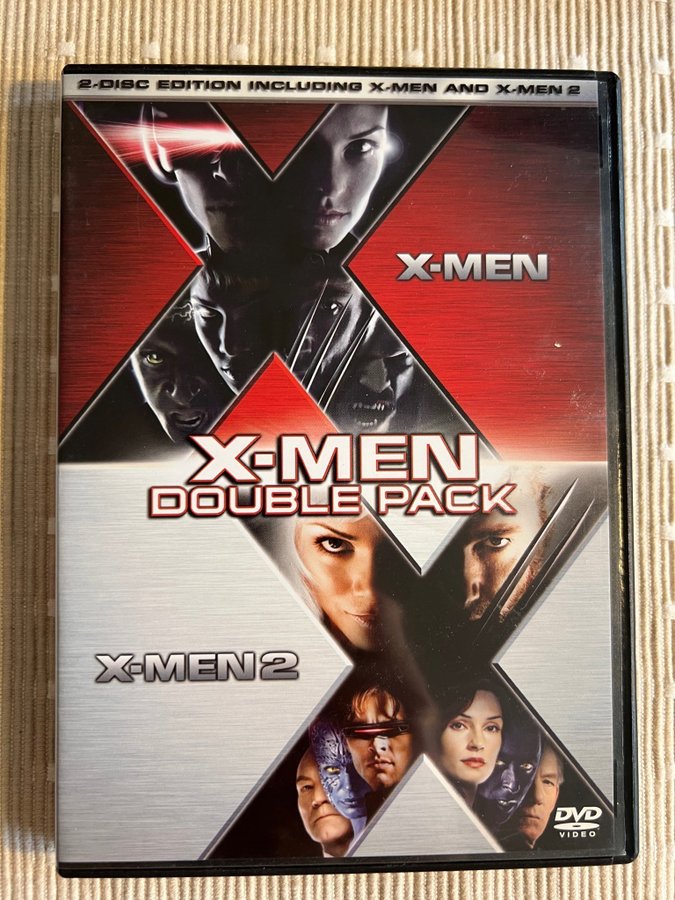 2-DISC EDITION INCLUDING X-MEN AND X-MEN 2
X-MEN
X-MEN
DOUBLE PACK
X-MEN 2
DVD
VIDEO